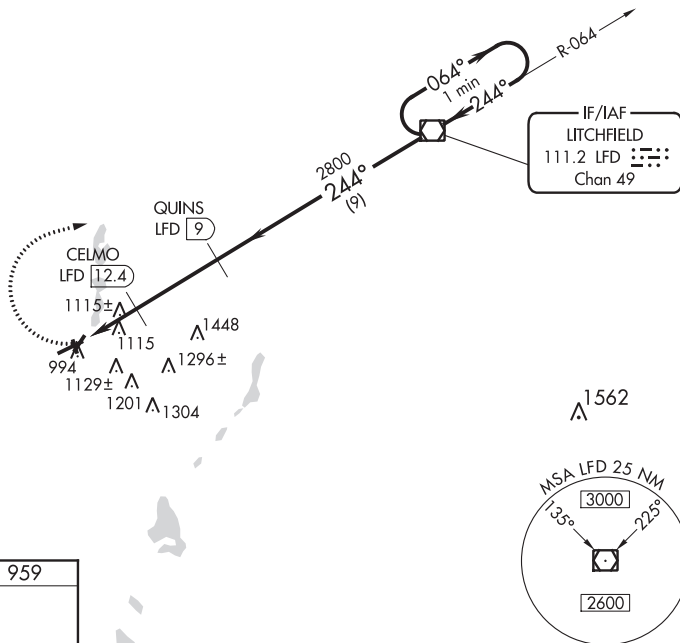 R-064
064°
1 min
244°
IF/IAF
LITCHFIELD
111.2 LFD
Chan 49
2800
244°
(9)
QUINS
LFD 9
CELMO
LFD 12.4
1115±
1115
1448
994
1129±
1296±
1201
1304
1562
MSA LFD 25 NM
3000
135°
225°
2600
959